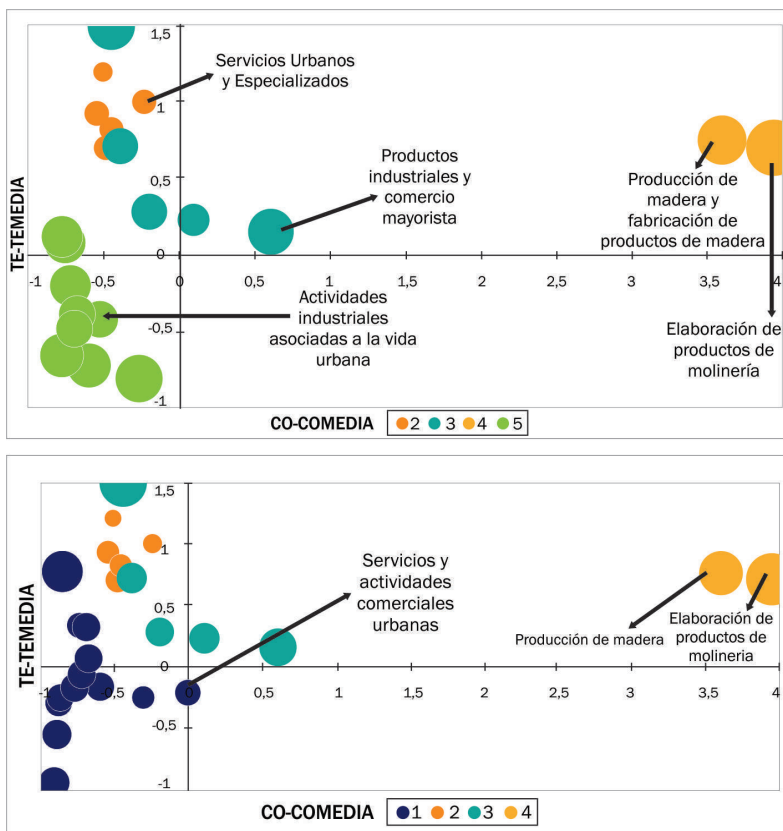 1,5
Servicios Urbanos
y Especializados
1
Productos
industriales y
comercio
mayorista
0,5
Producción de
madera y
fabricación de
productos de madera
TE-TEMEDIA
0
-1 -0,5 0 0,5 1 1,5 2 2,5 3 3,5 4
Actividades
industriales
asociadas a la vida
urbana
-0,5
Elaboración de
productos de
molinería
-1
CO-COMEDIA 2 3 4 5
1,5
1
Servicios y
actividades
comerciales
urbanas
0,5
Producción de madera
Elaboración de
productos de
molineria
TE-TEMEDIA
0
-1 -0,5 0 0,5 1 1,5 2 2,5 3 3,5 4
-0,5
-1
CO-COMEDIA 1 2 3 4